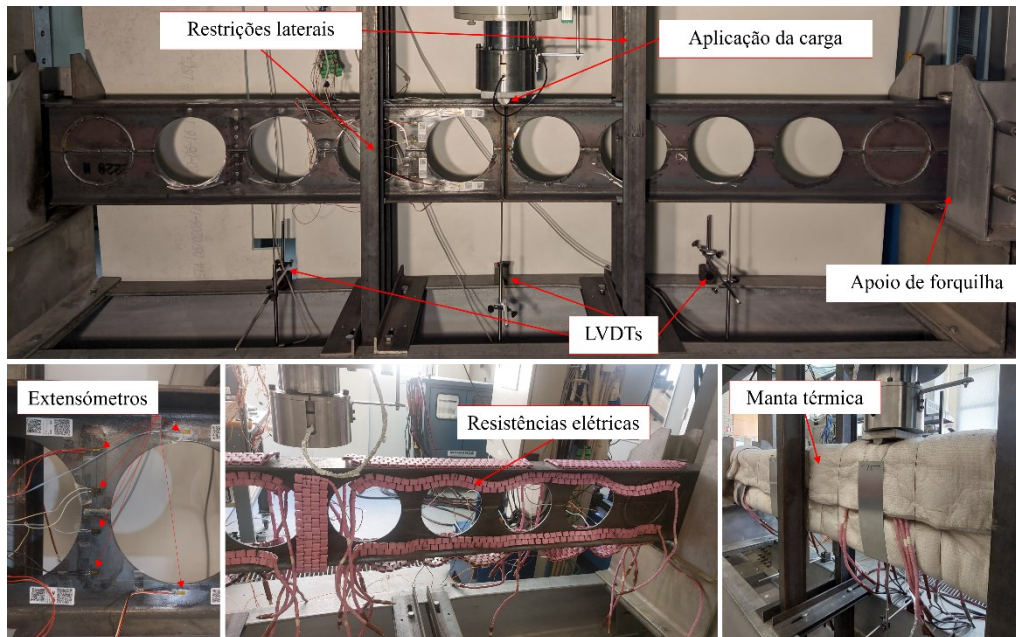 Restrições laterais
Aplicação da carga
Apoio de forquilha
LVDTs
Extensómetros
Resistências elétricas
Manta térmica